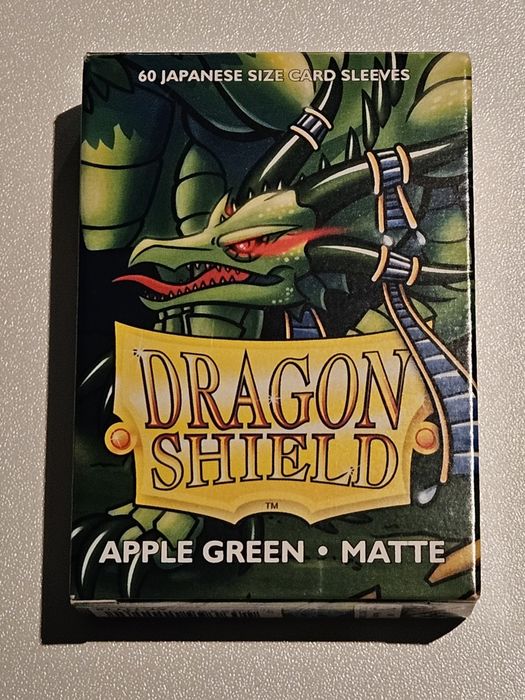 60 JAPANESE SIZE CARD SLEEVES
DRAGON
SHIELD
TM
APPLE GREEN • MATTE